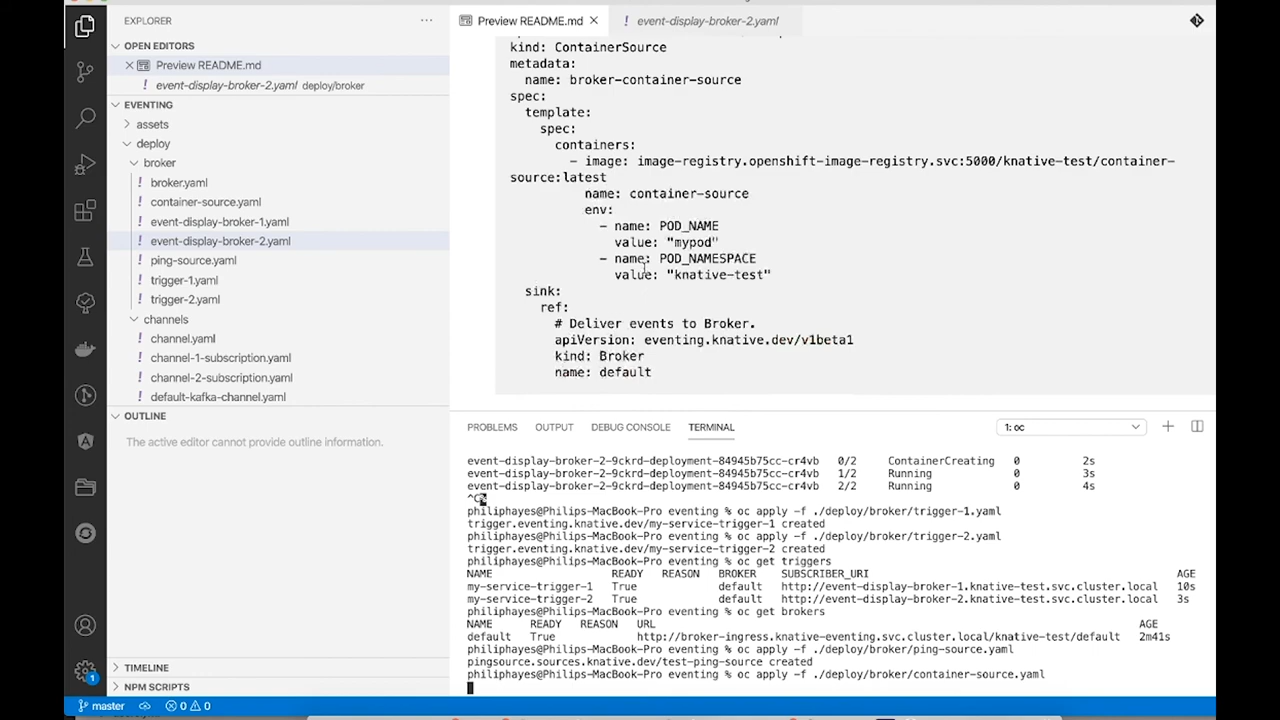 EXPLORER
OPEN EDITORS
Preview README.md
event-display-broker-2.yaml deploy/broker
EVENTING
assets
deploy
broker
broker.yaml
container-source.yaml
event-display-broker-1.yaml
event-display-broker-2.yaml
ping-source.yaml
trigger-1.yaml
trigger-2.yaml
channels
channel.yaml
channel-1-subscription.yaml
channel-2-subscription.yaml
default-kafka-channel.yaml
OUTLINE
The active editor cannot provide outline information.
TIMELINE
NPM SCRIPTS
Preview README.md
event-display-broker-2.yaml
kind: ContainerSource
metadata:
name: broker-container-source
spec:
template:
spec:
containers:
- image: image-registry.openshift-image-registry.svc:5000/knative-test/container-
source:latest
name: container-source
env:
- name: POD_NAME
value: "mypod"
- name: POD_NAMESPACE
value: "knative-test"
sink:
ref:
# Deliver events to Broker.
apiVersion: eventing.knative.dev/v1beta1
kind: Broker
name: default
PROBLEMS OUTPUT DEBUG CONSOLE TERMINAL 1: oc
event-display-broker-2-9ckrd-deployment-84945b75cc-cr4vb 0/2 ContainerCreating 0 2s
event-display-broker-2-9ckrd-deployment-84945b75cc-cr4vb 1/2 Running 0 3s
event-display-broker-2-9ckrd-deployment-84945b75cc-cr4vb 2/2 Running 0 4s
philiphayes@Philips-MacBook-Pro eventing % oc apply -f ./deploy/broker/trigger-1.yaml
trigger.eventing.knative.dev/my-service-trigger-1 created
philiphayes@Philips-MacBook-Pro eventing % oc apply -f ./deploy/broker/trigger-2.yaml
trigger.eventing.knative.dev/my-service-trigger-2 created
philiphayes@Philips-MacBook-Pro eventing % oc get triggers
NAME READY REASON BROKER SUBSCRIBER_URI AGE
my-service-trigger-1 True default http://event-display-broker-1.knative-test.svc.cluster.local 10s
my-service-trigger-2 True default http://event-display-broker-2.knative-test.svc.cluster.local 3s
philiphayes@Philips-MacBook-Pro eventing % oc get brokers
NAME READY REASON URL AGE
default True http://broker-ingress.knative-eventing.svc.cluster.local/knative-test/default 2m41s
philiphayes@Philips-MacBook-Pro eventing % oc apply -f ./deploy/broker/ping-source.yaml
pingsource.sources.knative.dev/test-ping-source created
philiphayes@Philips-MacBook-Pro eventing % oc apply -f ./deploy/broker/container-source.yaml
1
master 0 0